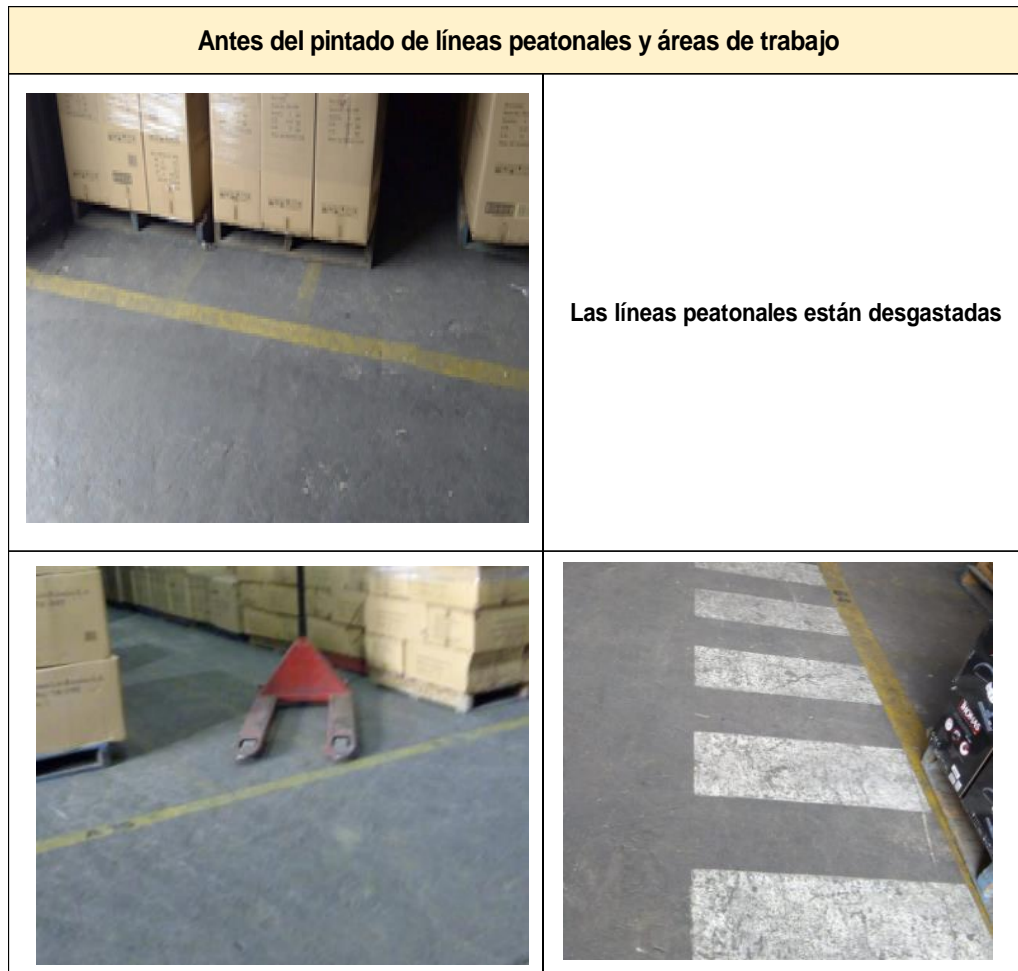 Antes del pintado de líneas peatonales y áreas de trabajo
Las líneas peatonales están desgastadas